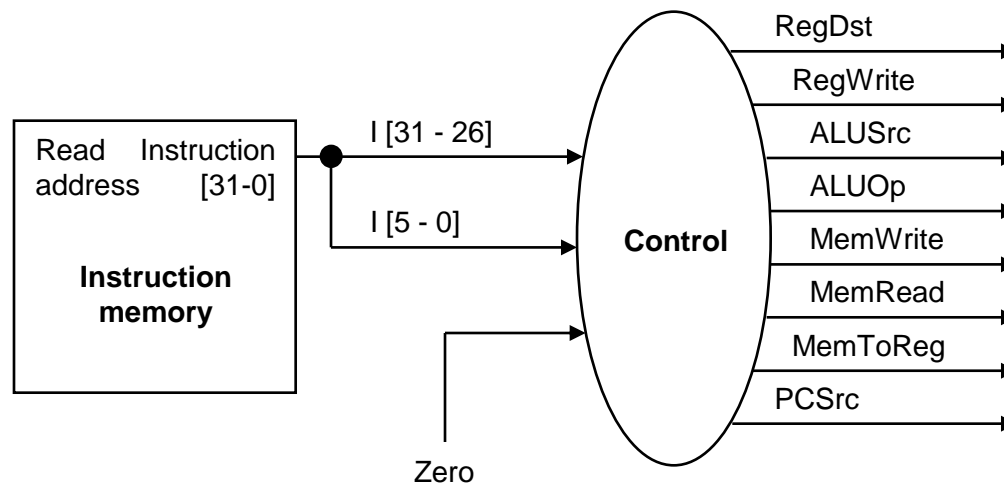 Read Instruction
address [31-0]
Instruction
memory
I [31 - 26]
I [5 - 0]
Zero
Control
RegDst
RegWrite
ALUSrc
ALUOp
MemWrite
MemRead
MemToReg
PCSrc